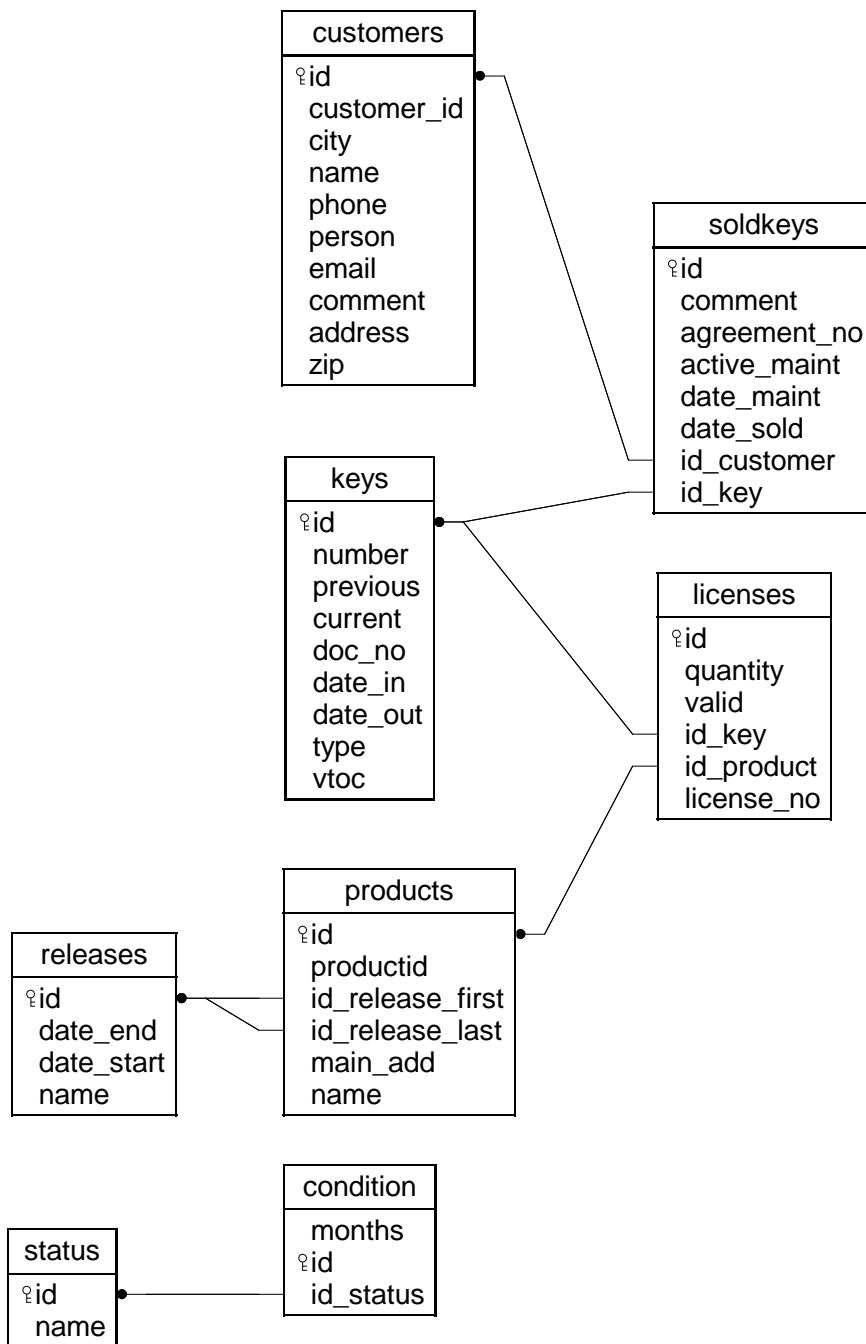 customers
id
customer_id
city
name
phone
person
email
comment
address
zip
soldkeys
id
comment
agreement_no
active_maint
date_maint
date_sold
id_customer
id_key
keys
id
number
previous
current
doc_no
date_in
date_out
type
vtoc
licenses
id
quantity
valid
id_key
id_product
license_no
products
id
productid
id_release_first
id_release_last
main_add
name
releases
id
date_end
date_start
name
condition
months
id
id_status
status
id
name